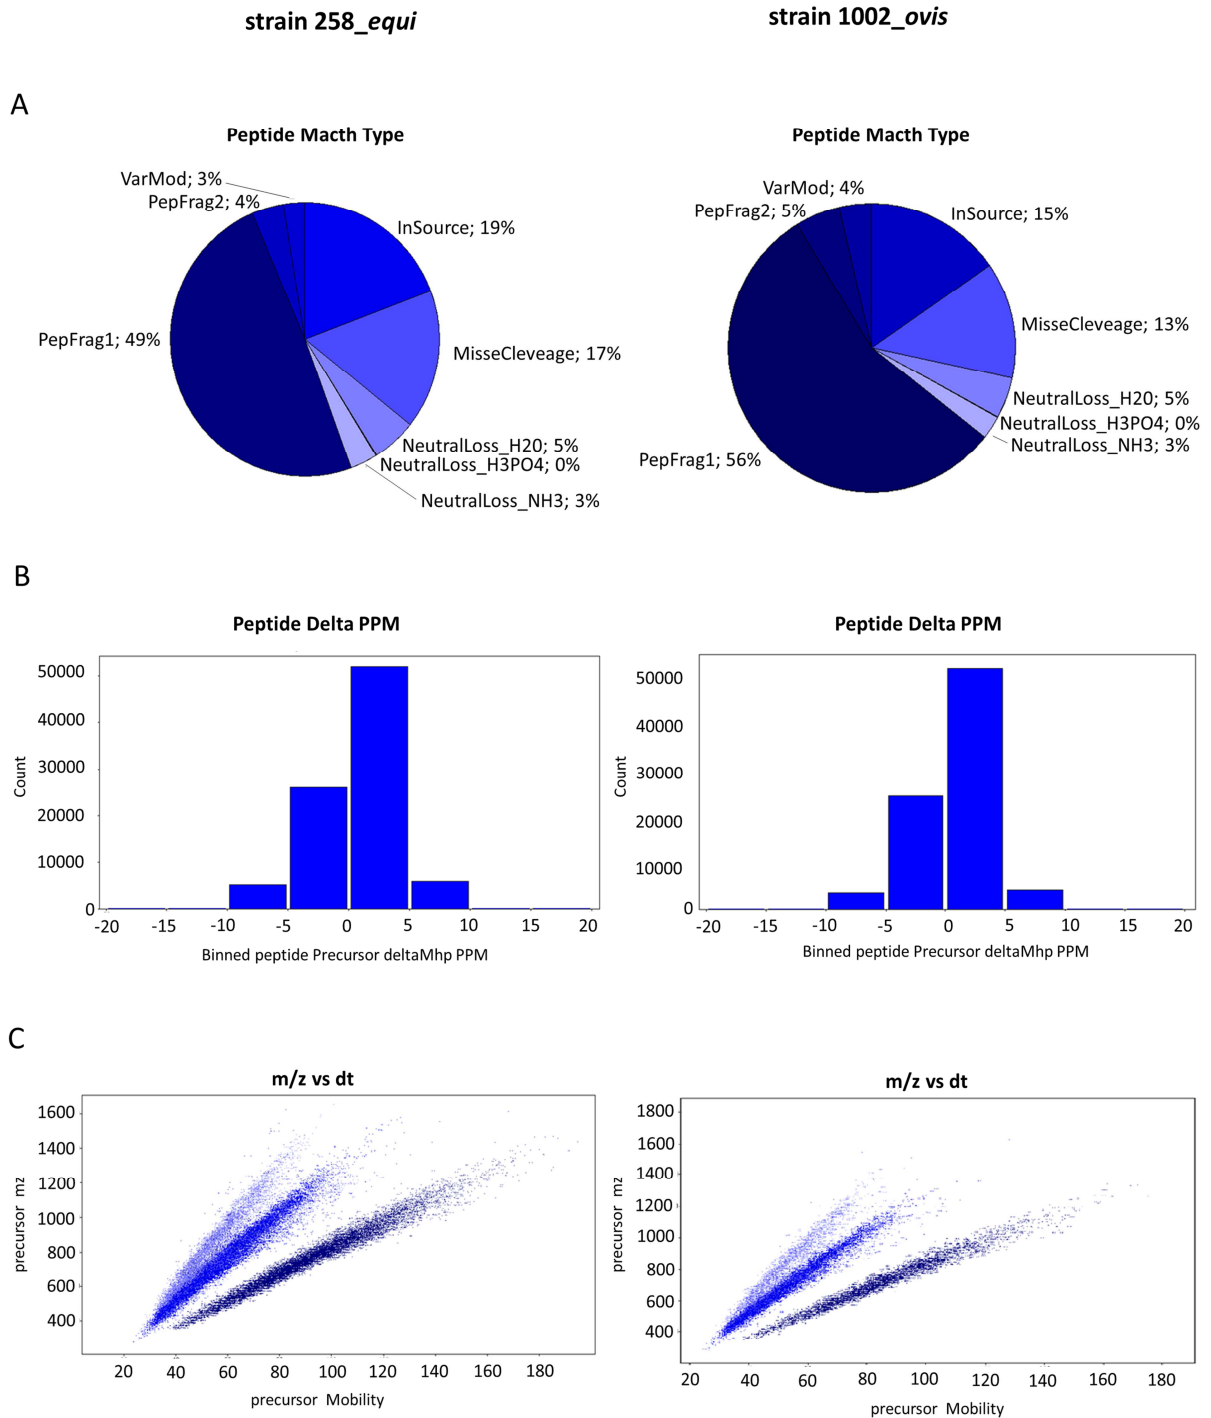 strain 258_equi
strain 1002_ovis
A
Peptide Macth Type
VarMod; 3%
PepFrag2; 4%
InSource; 19%
PepFrag1; 49%
MisseCleveage; 17%
NeutralLoss_H20; 5%
NeutralLoss_H3PO4; 0%
NeutralLoss_NH3; 3%
Peptide Macth Type
VarMod; 4%
PepFrag2; 5%
InSource; 15%
MisseCleveage; 13%
NeutralLoss_H20; 5%
NeutralLoss_H3PO4; 0%
NeutralLoss_NH3; 3%
PepFrag1; 56%
B
Peptide Delta PPM
50000
40000
30000
20000
10000
0
Count
-20 -15 -10 -5 0 5 10 15 20
Binned peptide Precursor deltaMhp PPM
Peptide Delta PPM
50000
40000
30000
20000
10000
0
Count
-20 -15 -10 -5 0 5 10 15 20
Binned peptide Precursor deltaMhp PPM
C
m/z vs dt
1600
1400
1200
1000
800
600
400
precursor mz
20 40 60 80 100 120 140 160 180
precursor Mobility
m/z vs dt
1800
1600
1400
1200
1000
800
600
400
precursor mz
20 40 60 80 100 120 140 160 180
precursor Mobility